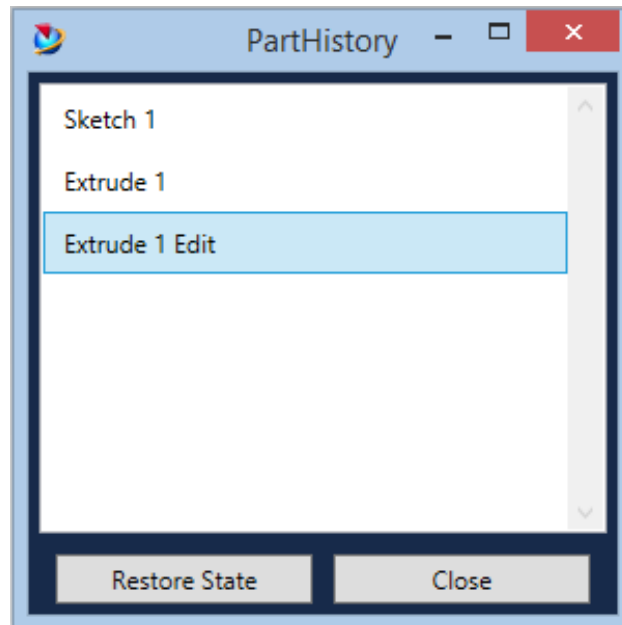 PartHistory
Sketch 1
Extrude 1
Extrude 1 Edit
Restore State
Close